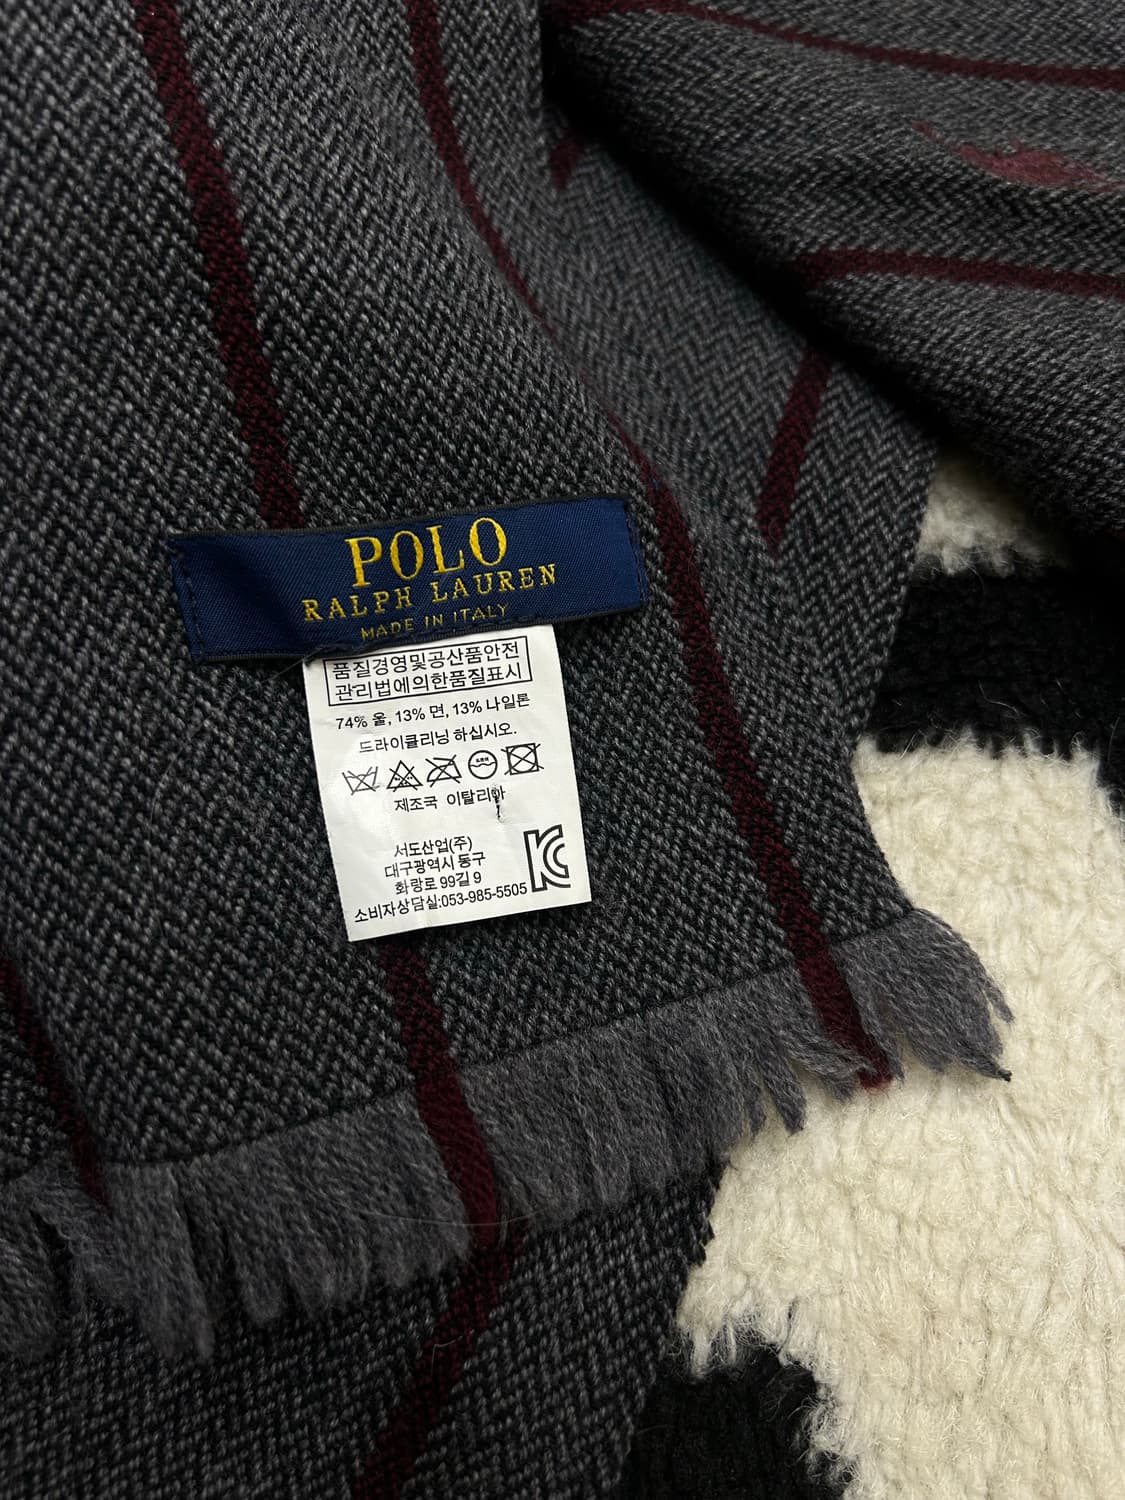 POLO
RALPH LAUREN
MADE IN ITALY
품질경영및공산품안전
관리법에의한품질표시
74% 울, 13% 면, 13% 나일론
드라이클리닝 하십시오.
제조국 이탈리아
서도산업(주)
대구광역시 동구
화랑로 99길 9
소비자상담실:053-985-5505